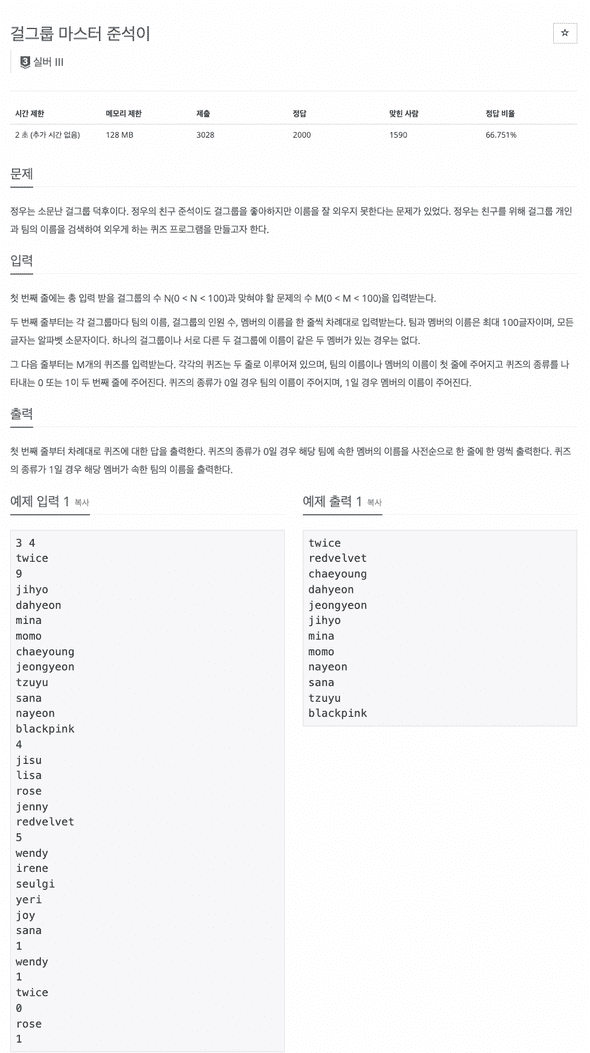 걸그룹 마스터 준석이
☆
3 실버 III
시간 제한 메모리 제한 제출 정답 맞힌 사람 정답 비율
2 초 (추가 시간 없음) 128 MB 3028 2000 1590 66.751%
문제
정우는 소문난 걸그룹 덕후이다. 정우의 친구 준석이도 걸그룹을 좋아하지만 이름을 잘 외우지 못한다는 문제가 있었다. 정우는 친구를 위해 걸그룹 개인
과 팀의 이름을 검색하여 외우게 하는 퀴즈 프로그램을 만들고자 한다.
입력
첫 번째 줄에는 총 입력 받을 걸그룹의 수 N(0 < N < 100)과 맞혀야 할 문제의 수 M(0 < M < 100)을 입력받는다.
두 번째 줄부터는 각 걸그룹마다 팀의 이름, 걸그룹의 인원 수, 멤버의 이름을 한 줄씩 차례대로 입력받는다. 팀과 멤버의 이름은 최대 100글자이며, 모든
글자는 알파벳 소문자이다. 하나의 걸그룹이나 서로 다른 두 걸그룹에 이름이 같은 두 멤버가 있는 경우는 없다.
그 다음 줄부터는 M개의 퀴즈를 입력받는다. 각각의 퀴즈는 두 줄로 이루어져 있으며, 팀의 이름이나 멤버의 이름이 첫 줄에 주어지고 퀴즈의 종류를 나
타내는 0 또는 1이 두 번째 줄에 주어진다. 퀴즈의 종류가 0일 경우 팀의 이름이 주어지며, 1일 경우 멤버의 이름이 주어진다.
출력
첫 번째 줄부터 차례대로 퀴즈에 대한 답을 출력한다. 퀴즈의 종류가 0일 경우 해당 팀에 속한 멤버의 이름을 사전순으로 한 줄에 한 명씩 출력한다. 퀴즈
의 종류가 1일 경우 해당 멤버가 속한 팀의 이름을 출력한다.
예제 입력 1 복사
3 4
twice
9
jihyo
dahyeon
mina
momo
chaeyoung
jeongyeon
tzuyu
sana
nayeon
blackpink
4
jisu
lisa
rose
jenny
redvelvet
5
wendy
irene
seulgi
yeri
joy
sana
1
wendy
1
twice
0
rose
1
예제 출력 1 복사
twice
redvelvet
chaeyoung
dahyeon
jeongyeon
jihyo
mina
momo
nayeon
sana
tzuyu
blackpink